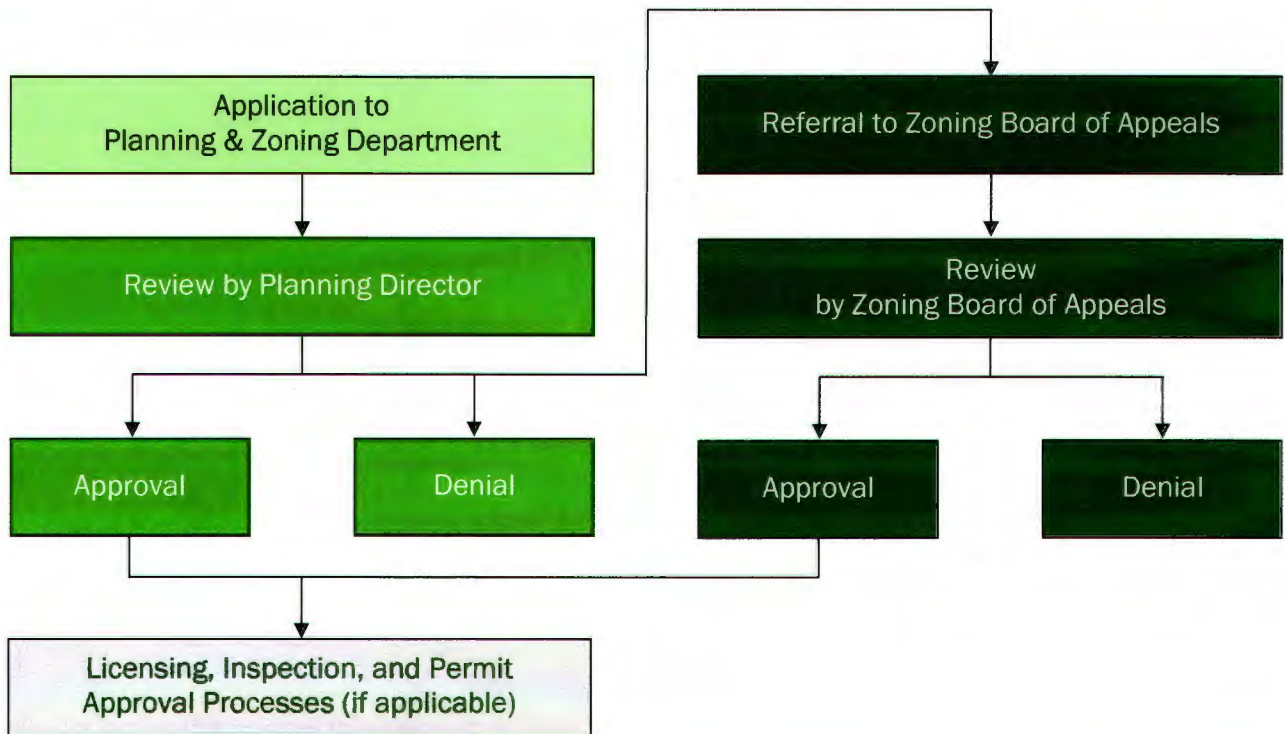 Application to
Planning & Zoning Department
Review by Planning Director
Approval
Denial
Referral to Zoning Board of Appeals
Review
by Zoning Board of Appeals
Approval
Denial
Licensing, Inspection, and Permit
Approval Processes (if applicable)